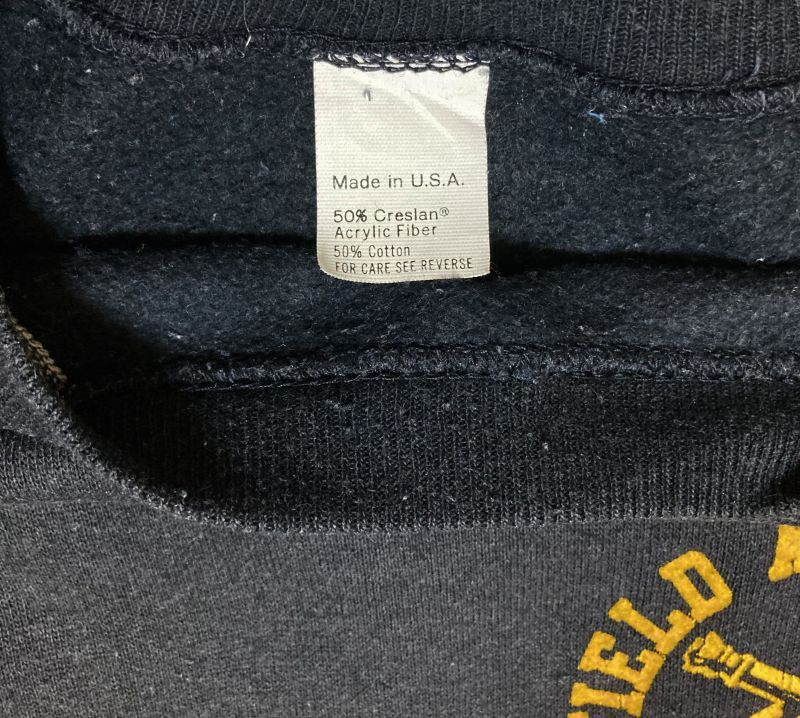 Made in U.S.A.
50% Creslan®
Acrylic Fiber
50% Cotton
FOR CARE SEE REVERSE
IELD